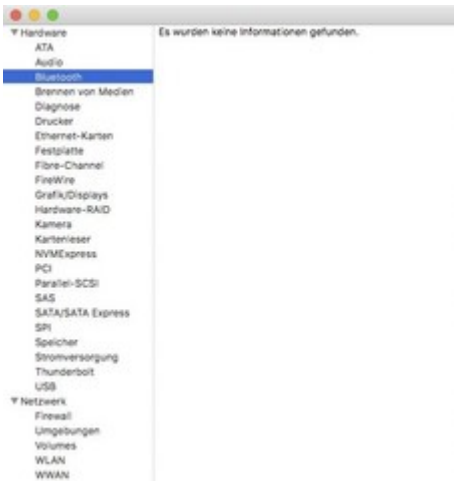 Hardware
ATA
Audio
Bluetooth
Brennen von Medien
Diagnose
Drucker
Ethernet-Karten
Festplatte
Fibre-Channel
FireWire
Grafik/Displays
Hardware-RAID
Kamera
Kartenleser
NVMExpress
PCI
Parallel-SCSI
SAS
SATA/SATA Express
SPI
Speicher
Stromversorgung
Thunderbolt
USB
Netzwerk
Firewall
Umgebungen
Volumes
WLAN
WWAN
Es wurden keine Informationen gefunden.